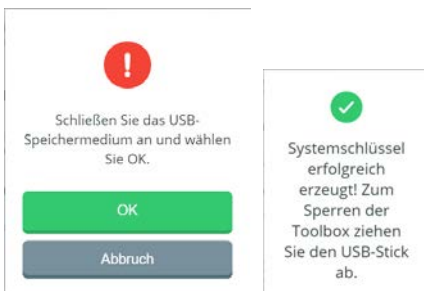 Schließen Sie das USB-
Speichermedium an und wählen
Sie OK.
OK
Abbruch
Systemschlüssel
erfolgreich
erzeugt! Zum
Sperren der
Toolbox ziehen
Sie den USB-Stick
ab.